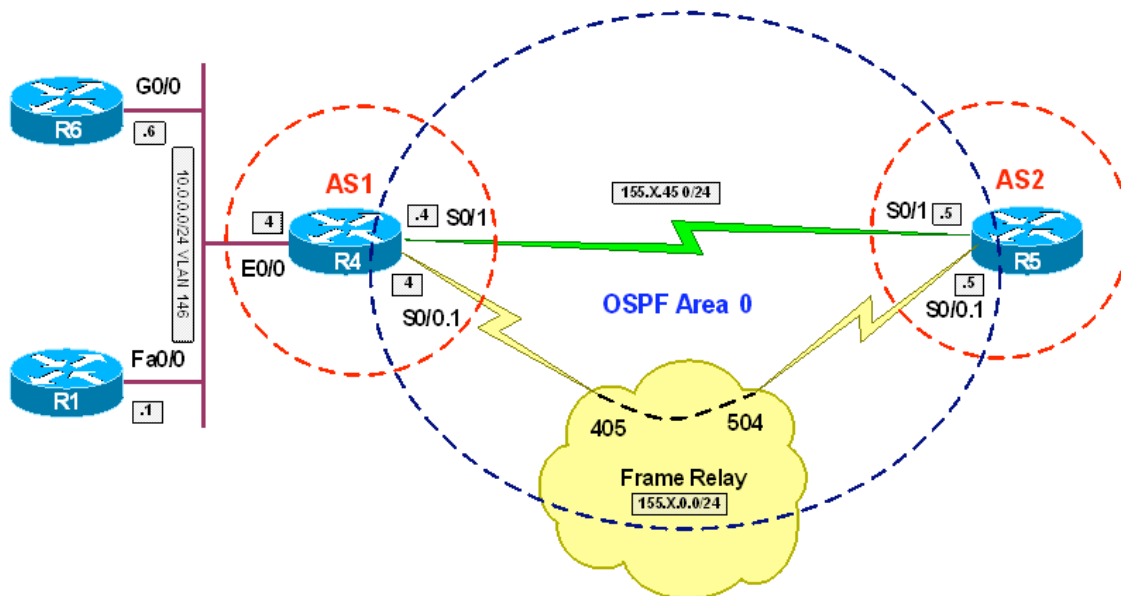 G0/0
R6
.6
10.0.0.0/24 VLAN 146
Fa0/0
R1
.1
AS1
4
E0/0
R4
.4
S0/1
4
S0/0.1
155.X.45 0/24
OSPF Area 0
AS2
S0/1
.5
R5
.5
S0/0.1
405
504
Frame Relay
155.X.0.0/24